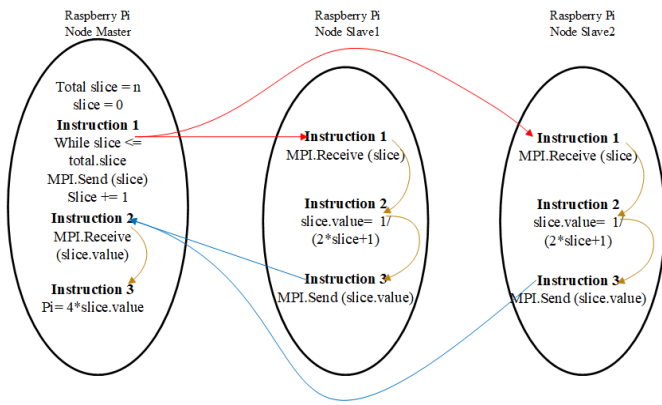 Raspberry Pi
Node Master
Total slice = n
slice = 0
Instruction 1
While slice <=
total.slice
MPI.Send (slice)
Slice += 1
Instruction 2
MPI.Receive
(slice.value)
Instruction 3
Pi= 4*slice.value
Raspberry Pi
Node Slave1
Instruction 1
MPI.Receive (slice)
Instruction 2
slice.value= 1/
(2*slice+1)
Instruction 3
MPI.Send (slice.value)
Raspberry Pi
Node Slave2
Instruction 1
MPI.Receive (slice)
Instruction 2
slice.value= 1/
(2*slice+1)
Instruction 3
MPI.Send (slice.value)